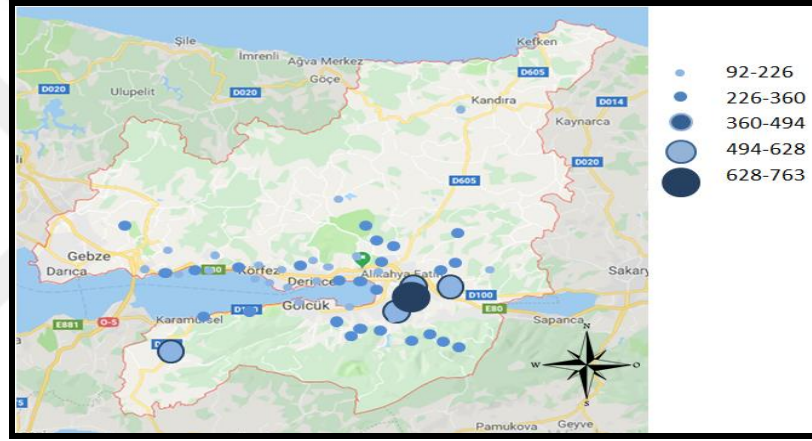 Şile
Kefken
İmrenli
Ağva Merkez
D605
Göçe
D020
Ulupelit
D020
Kandıra
D014
Kaynarca
D020
D605
Gebze
Darıca
Körfez
Derince
Alikahya Fatih
Sakary
D100
Gölcük
E80
E881
O-5
Karamürsel
Sapanca
Pamukova
Geyve
N
W
O
S
92-226
226-360
360-494
494-628
628-763